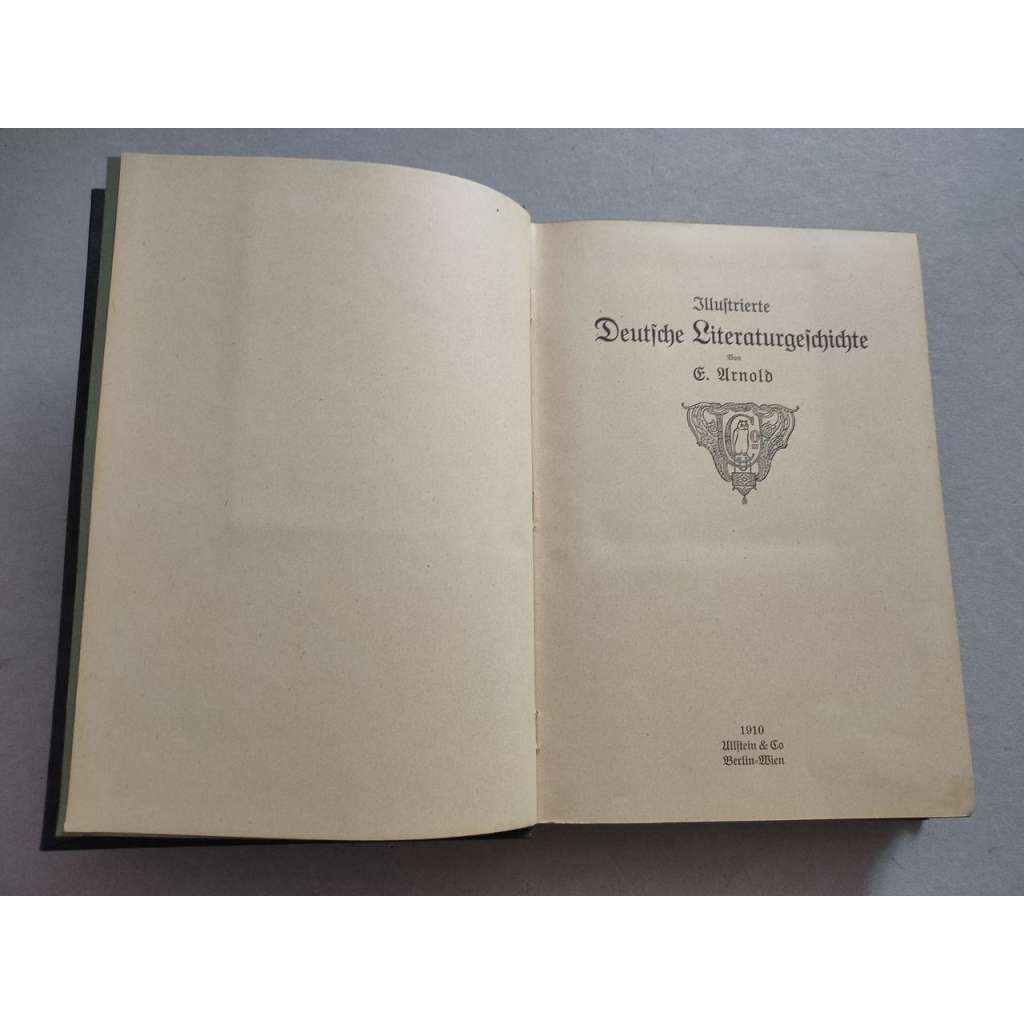 Illustrierte
Deutsche Literaturgeschichte
Von
E. Arnold
U C o
1910
Ullstein & Co
Berlin-Wien